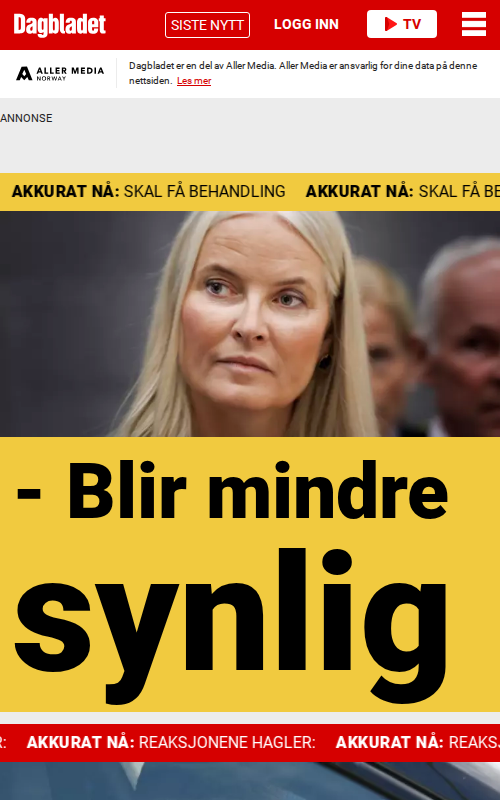 Dagbladet
SISTE NYTT
LOGG INN
TV
ALLER MEDIA
NORWAY
Dagbladet er en del av Aller Media. Aller Media er ansvarlig for dine data på denne
nettsiden. Les mer
ANNONSE
AKKURAT NÅ: SKAL FÅ BEHANDLING AKKURAT NÅ: SKAL FÅ BE
- Blir mindre
synlig
R: AKKURAT NÅ: REAKSJONENE HAGLER: AKKURAT NÅ: REAKSJ